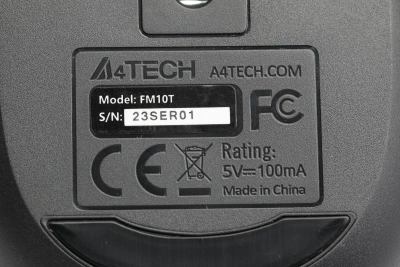 A4TECH A4TECH.COM
Model: FM10T
S/N: 23SER01
FC
CE
Rating:
5V⎓100mA
Made in China